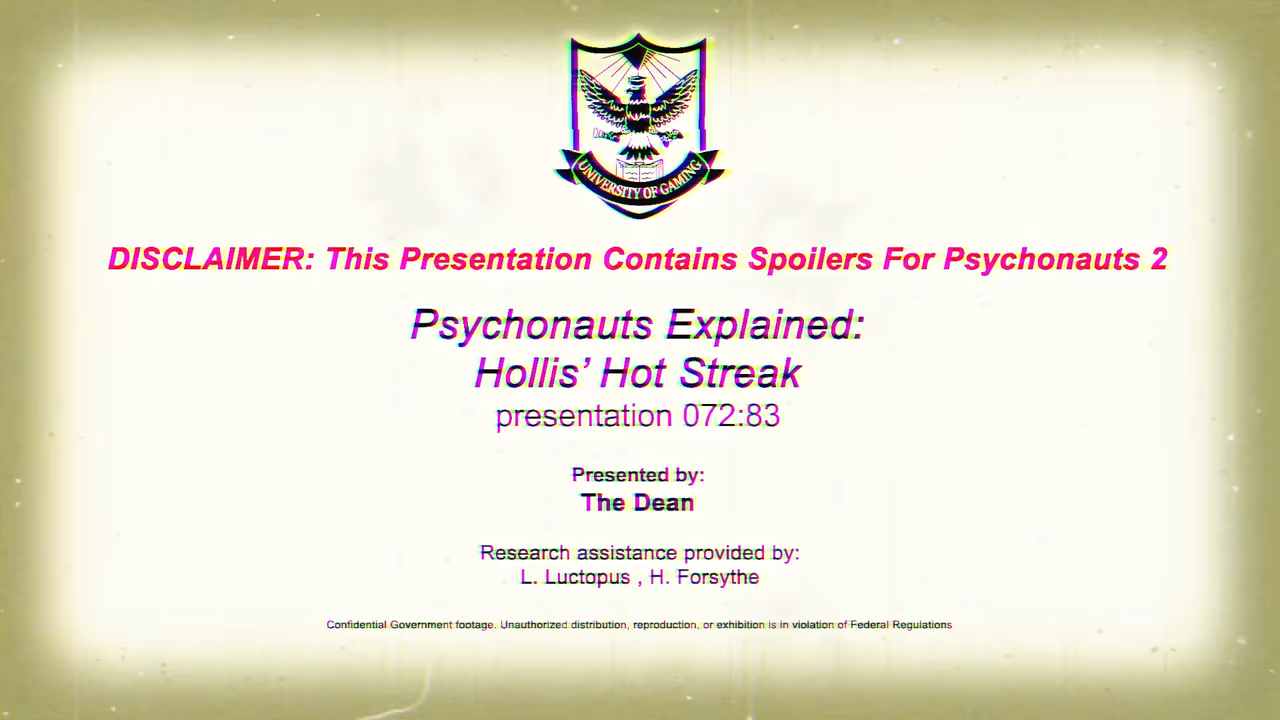 UNIVERSITY OF GAMING
DISCLAIMER: This Presentation Contains Spoilers For Psychonauts 2
Psychonauts Explained:
Hollis’ Hot Streak
presentation 072:83
Presented by:
The Dean
Research assistance provided by:
L. Luctopus , H. Forsythe
Confidential Government footage. Unauthorized distribution, reproduction, or exhibition is in violation of Federal Regulations